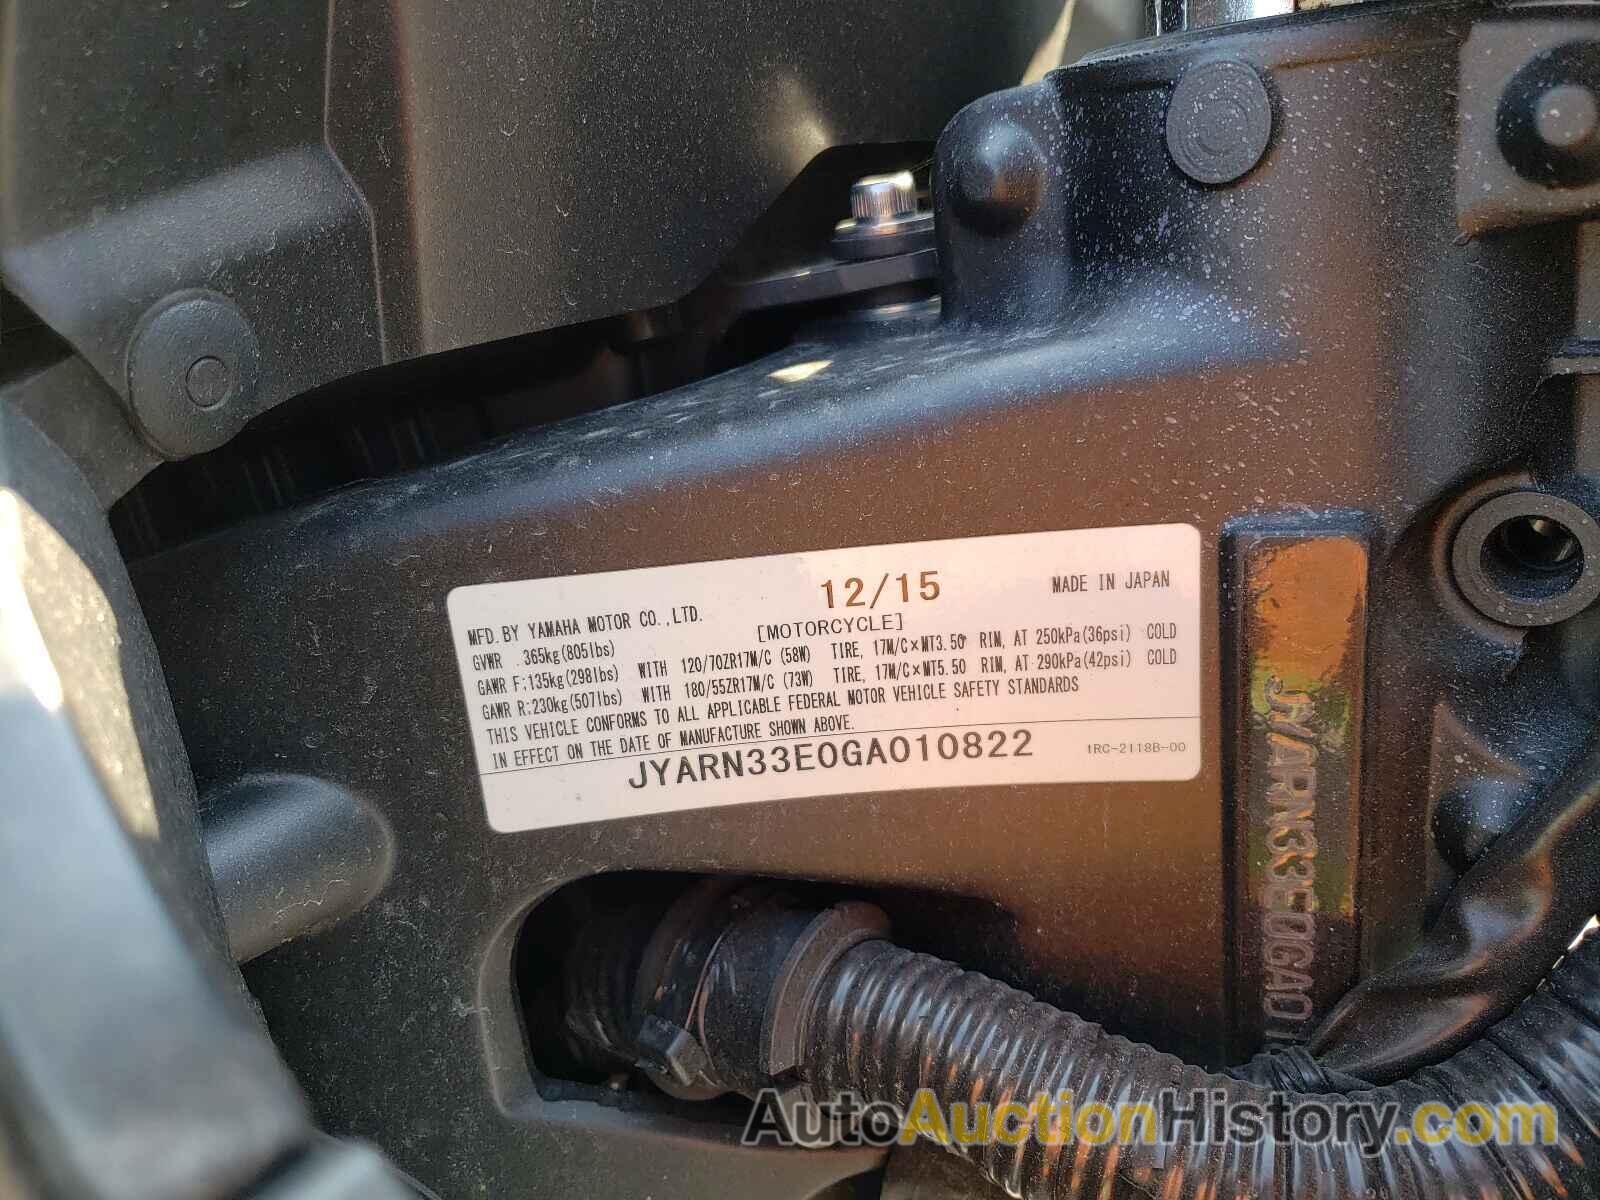 12/15
MADE IN JAPAN
MFD. BY YAMAHA MOTOR CO.,LTD.
[MOTORCYCLE]
GVWR 365kg(805lbs)
GAWR F:135kg(298lbs) WITH 120/70ZR17M/C (58W) TIRE, 17M/C×MT3.50 RIM, AT 250kPa(36psi) COLD
GAWR R:230kg(507lbs) WITH 180/55ZR17M/C (73W) TIRE, 17M/C×MT5.50 RIM, AT 290kPa(42psi) COLD
THIS VEHICLE CONFORMS TO ALL APPLICABLE FEDERAL MOTOR VEHICLE SAFETY STANDARDS
IN EFFECT ON THE DATE OF MANUFACTURE SHOWN ABOVE.
JYARN33E0GA010822
1RC-2118B-00
JYARN33E0GA01
AutoAuctionHistory.com